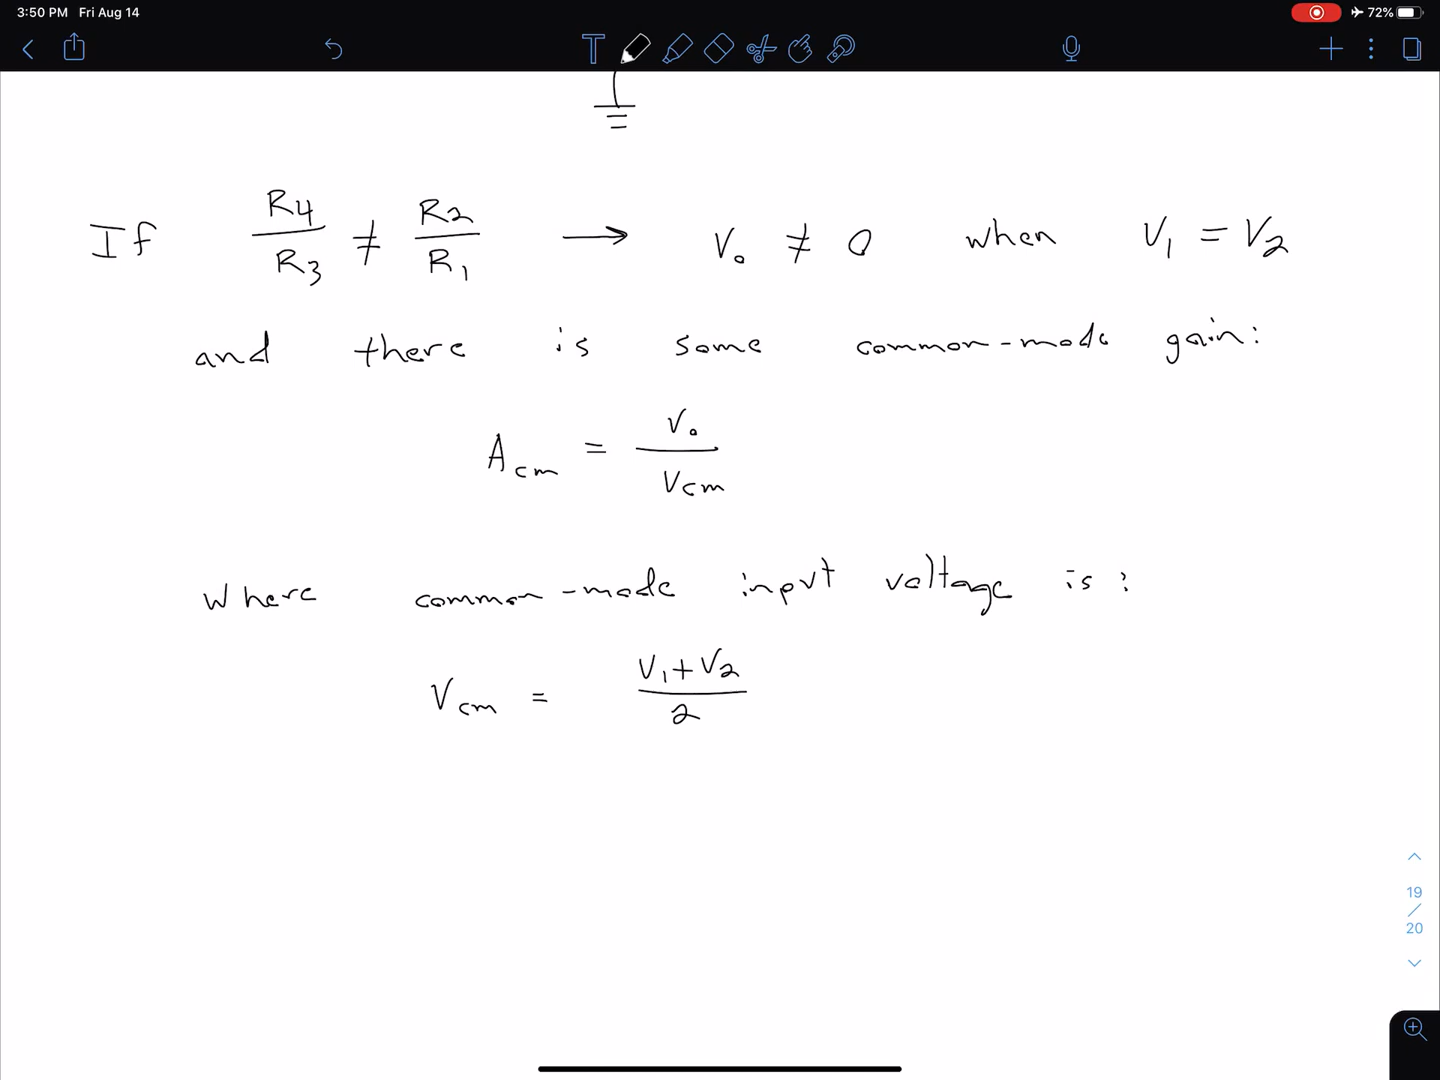 3:50 PM Fri Aug 14 72%
T
If R4/R3 ≠ R2/R1 → Vo ≠ 0 when V1 = V2
and there is some common-mode gain:
Acm = Vo/Vcm
where common-mode input voltage is:
Vcm = V1+V2/2
19
/
20